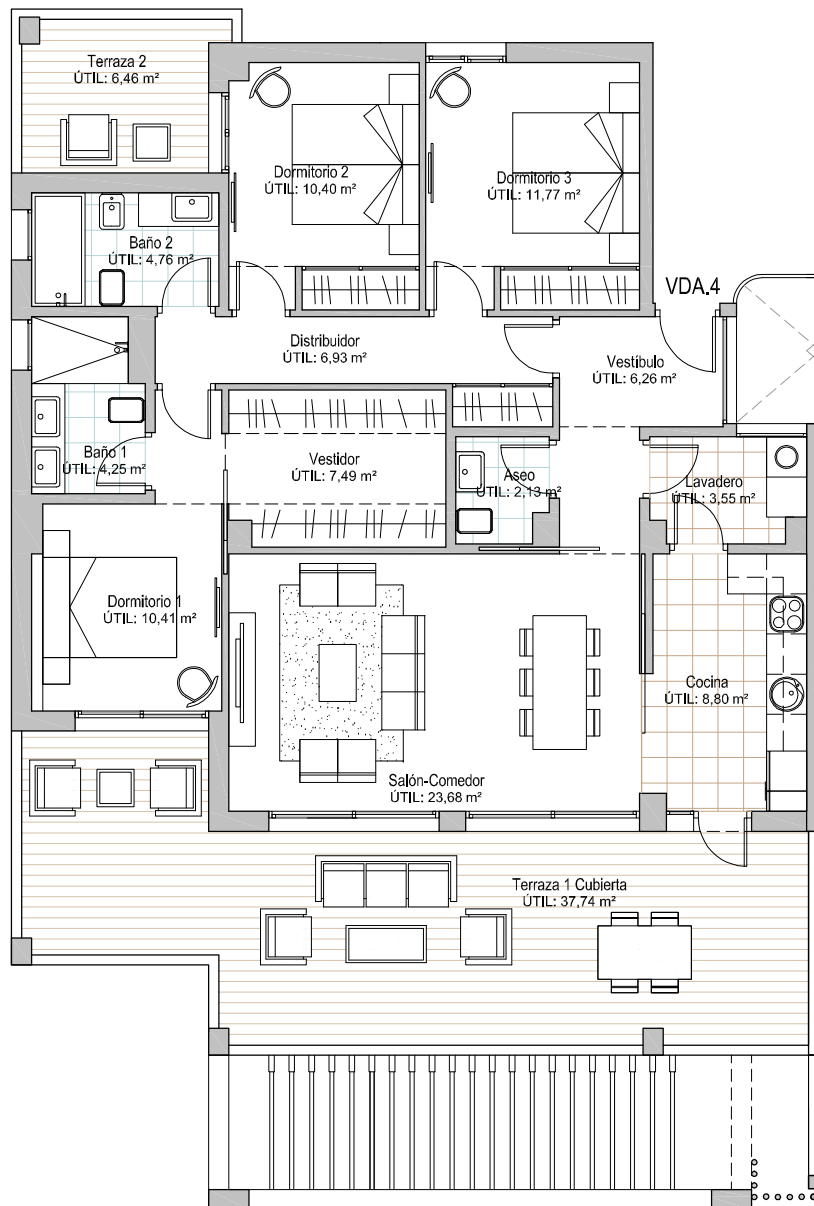 Terraza 2
ÚTIL: 6,46 m²
Dormitorio 2
ÚTIL: 10,40 m²
Dormitorio 3
ÚTIL: 11,77 m²
Baño 2
ÚTIL: 4,76 m²
VDA.4
Distribuidor
ÚTIL: 6,93 m²
Vestíbulo
ÚTIL: 6,26 m²
Baño 1
ÚTIL: 4,25 m²
Vestidor
ÚTIL: 7,49 m²
Aseo
ÚTIL: 2,13 m²
Lavadero
ÚTIL: 3,55 m²
Dormitorio 1
ÚTIL: 10,41 m²
Cocina
ÚTIL: 8,80 m²
Salón-Comedor
ÚTIL: 23,68 m²
Terraza 1 Cubierta
ÚTIL: 37,74 m²